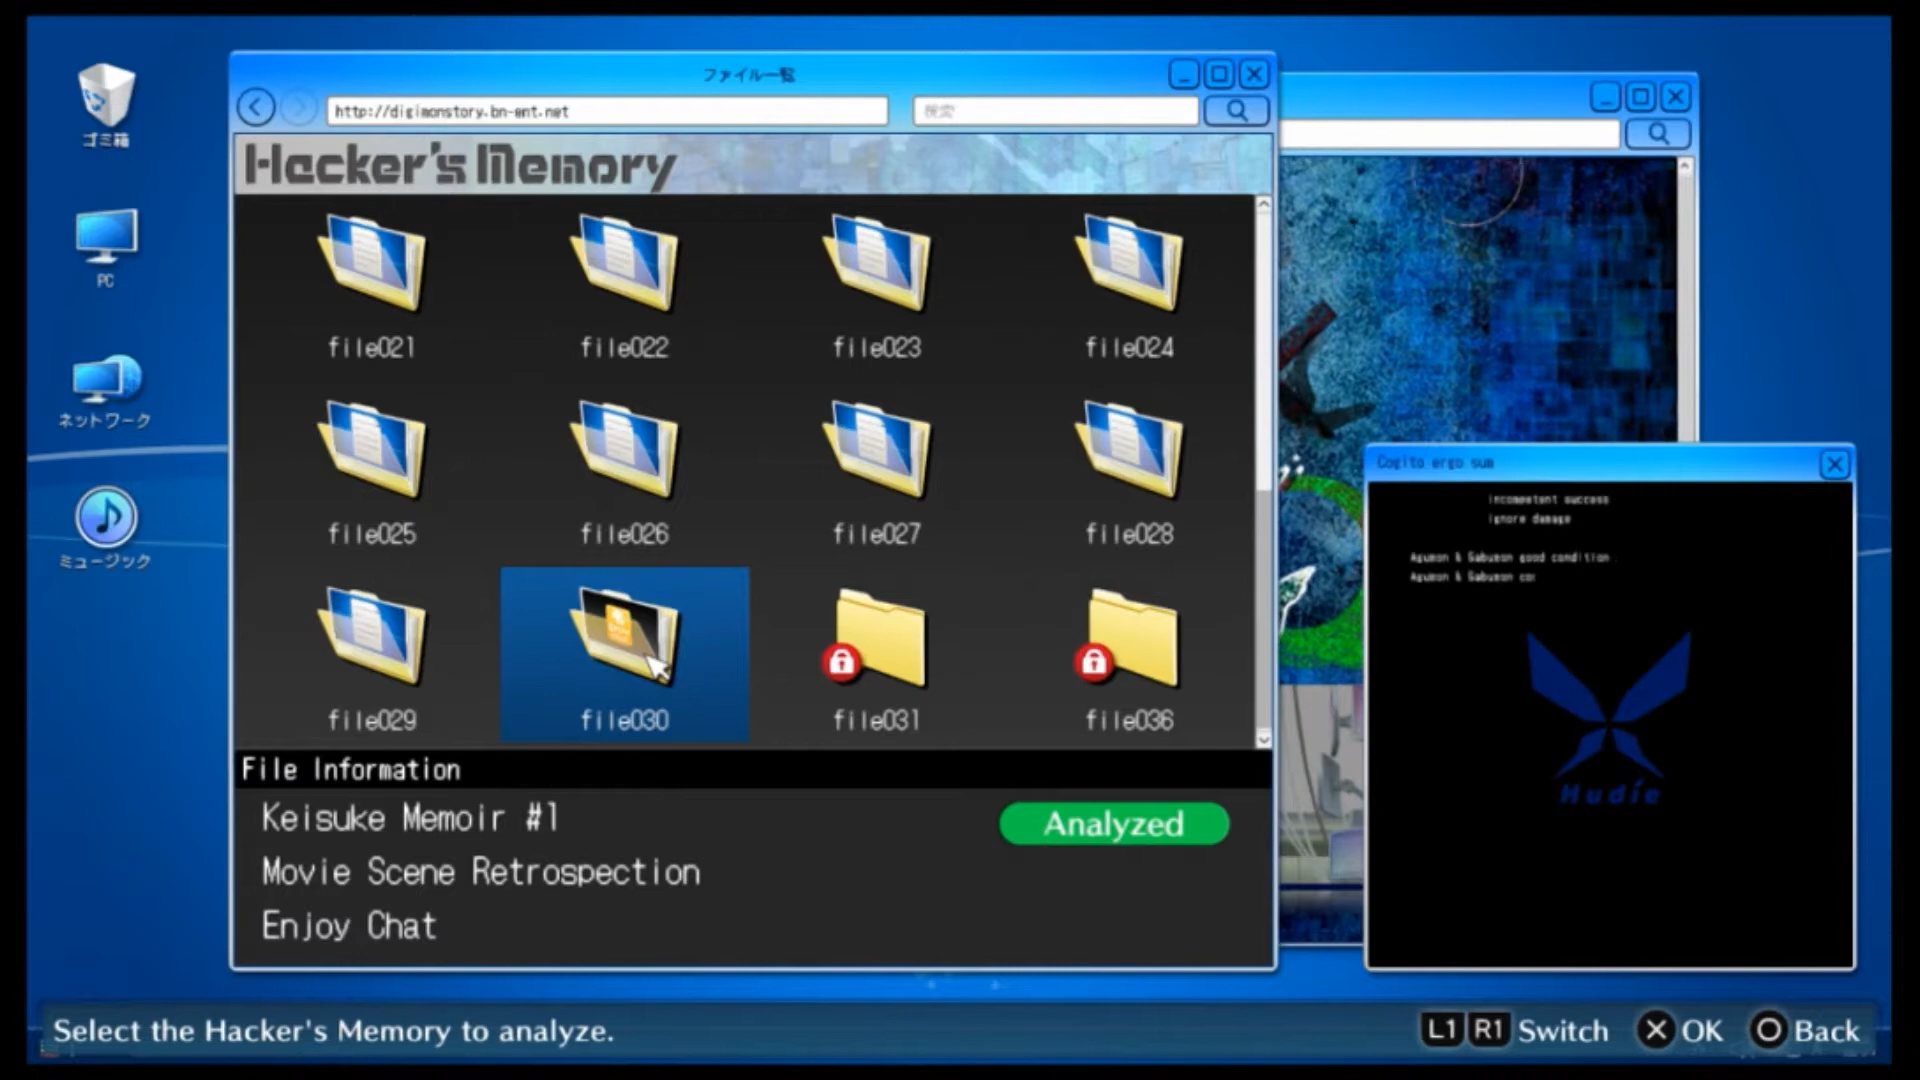 ゴミ箱
PC
ネットワーク
ミュージック
ファイル一覧
http://digimonstory.bn-ent.net
検索
Hacker's Memory
file021
file022
file023
file024
file025
file026
file027
file028
file029
file030
file031
file036
File Information
Keisuke Memoir #1
Analyzed
Movie Scene Retrospection
Enjoy Chat
Cogito ergo sum
incompetent success
ignore damage
Agumon & Gabumon good condition
Agumon & Gabumon con
Hudie
Select the Hacker's Memory to analyze.
L1 R1 Switch
OK
Back